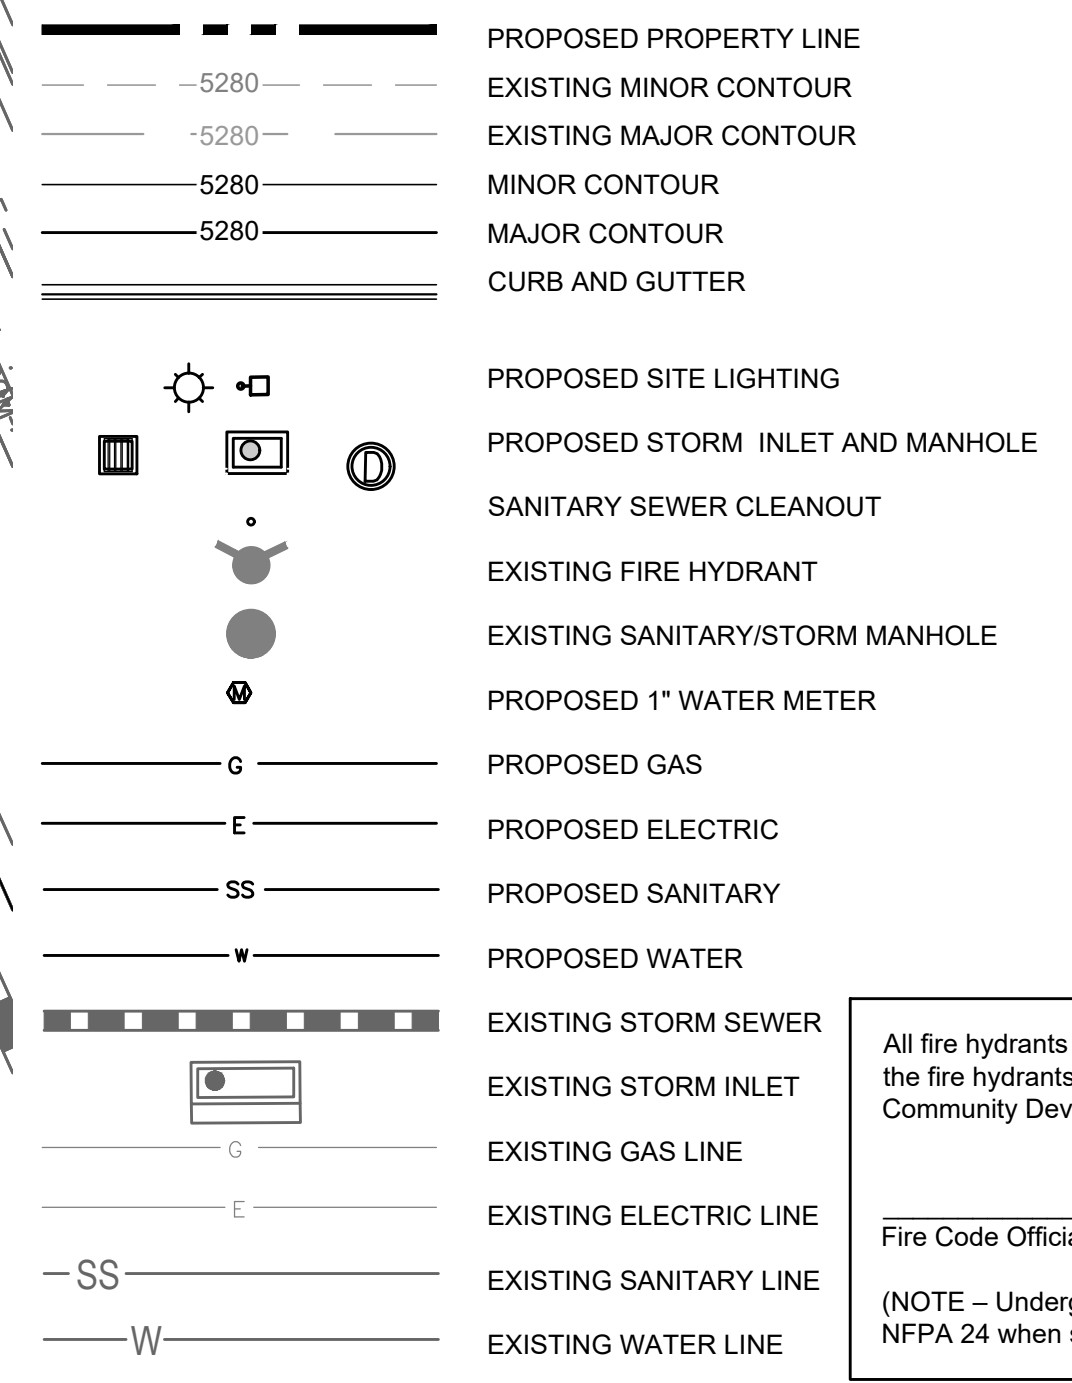 PROPOSED PROPERTY LINE
5280 EXISTING MINOR CONTOUR
5280 EXISTING MAJOR CONTOUR
5280 MINOR CONTOUR
5280 MAJOR CONTOUR
CURB AND GUTTER
PROPOSED SITE LIGHTING
D PROPOSED STORM INLET AND MANHOLE
SANITARY SEWER CLEANOUT
EXISTING FIRE HYDRANT
EXISTING SANITARY/STORM MANHOLE
M PROPOSED 1" WATER METER
G PROPOSED GAS
E PROPOSED ELECTRIC
SS PROPOSED SANITARY
W PROPOSED WATER
EXISTING STORM SEWER
EXISTING STORM INLET
G EXISTING GAS LINE
E EXISTING ELECTRIC LINE
SS EXISTING SANITARY LINE
W EXISTING WATER LINE
All fire hydrants
the fire hydrants
Community Dev
Fire Code Officia
(NOTE – Underg
NFPA 24 when s